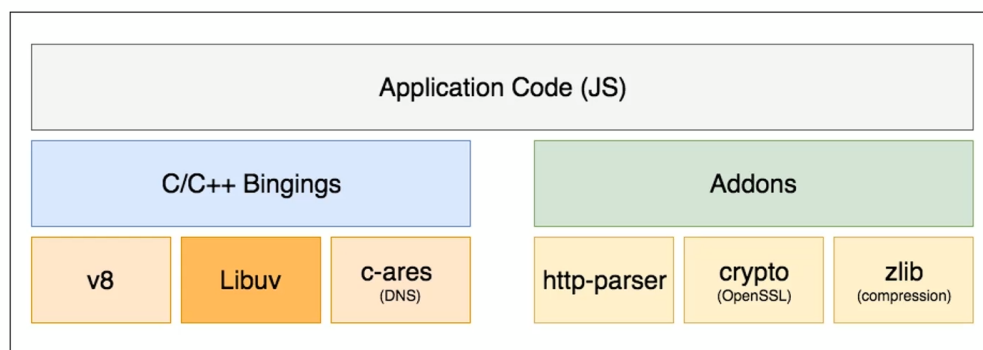 Application Code (JS)
C/C++ Bingings
Addons
v8
Libuv
c-ares
(DNS)
http-parser
crypto
(OpenSSL)
zlib
(compression)